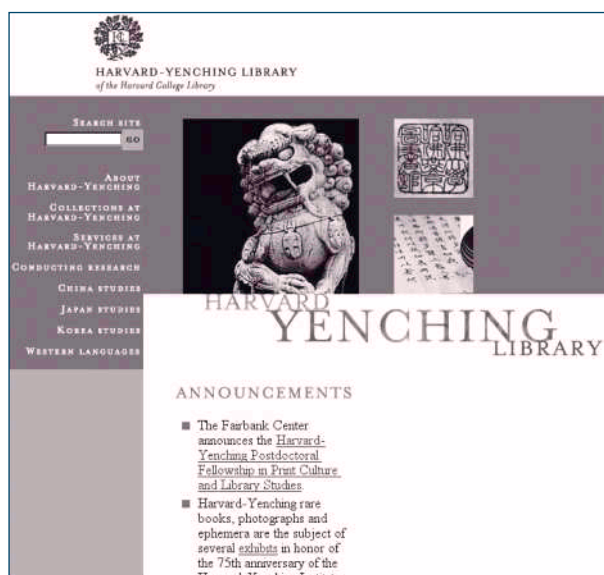 HARVARD-YENCHING LIBRARY
of the Harvard College Library
SEARCH SITE
GO
ABOUT
HARVARD-YENCHING
COLLECTIONS AT
HARVARD-YENCHING
SERVICES AT
HARVARD-YENCHING
CONDUCTING RESEARCH
CHINA STUDIES
JAPAN STUDIES
KOREA STUDIES
WESTERN LANGUAGES
HARVARD
YENCHING
LIBRARY
ANNOUNCEMENTS
The Fairbank Center
announces the Harvard-
Yenching Postdoctoral
Fellowship in Print Culture
and Library Studies.
Harvard-Yenching rare
books, photographs and
ephemera are the subject of
several exhibits in honor of
the 75th anniversary of the